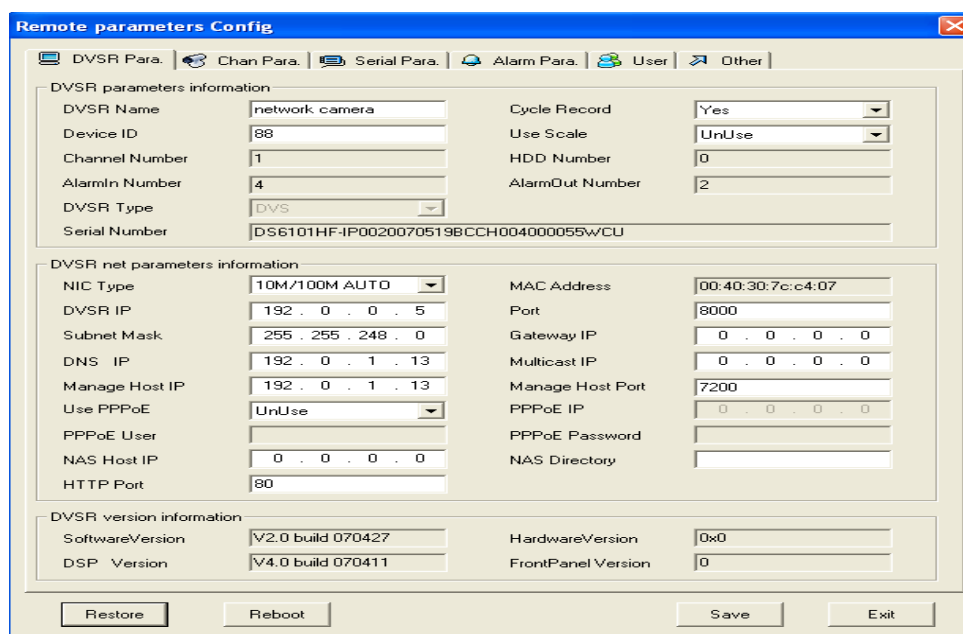 Remote parameters Config
DVSR Para. Chan Para. Serial Para. Alarm Para. User Other
DVSR parameters information
DVSR Name network camera Cycle Record Yes
Device ID 88 Use Scale UnUse
Channel Number 1 HDD Number 0
AlarmIn Number 4 AlarmOut Number 2
DVSR Type DVS
Serial Number DS6101HF-IP0020070519BCCH004000055WCU
DVSR net parameters information
NIC Type 10M/100M AUTO MAC Address 00:40:30:7c:c4:07
DVSR IP 192 . 0 . 0 . 5 Port 8000
Subnet Mask 255 . 255 . 248 . 0 Gateway IP 0 . 0 . 0 . 0
DNS IP 192 . 0 . 1 . 13 Multicast IP 0 . 0 . 0 . 0
Manage Host IP 192 . 0 . 1 . 13 Manage Host Port 7200
Use PPPoE UnUse PPPoE IP 0 . 0 . 0 . 0
PPPoE User PPPoE Password
NAS Host IP 0 . 0 . 0 . 0 NAS Directory
HTTP Port 80
DVSR version information
SoftwareVersion V2.0 build 070427 HardwareVersion 0x0
DSP Version V4.0 build 070411 FrontPanel Version 0
Restore Reboot Save Exit